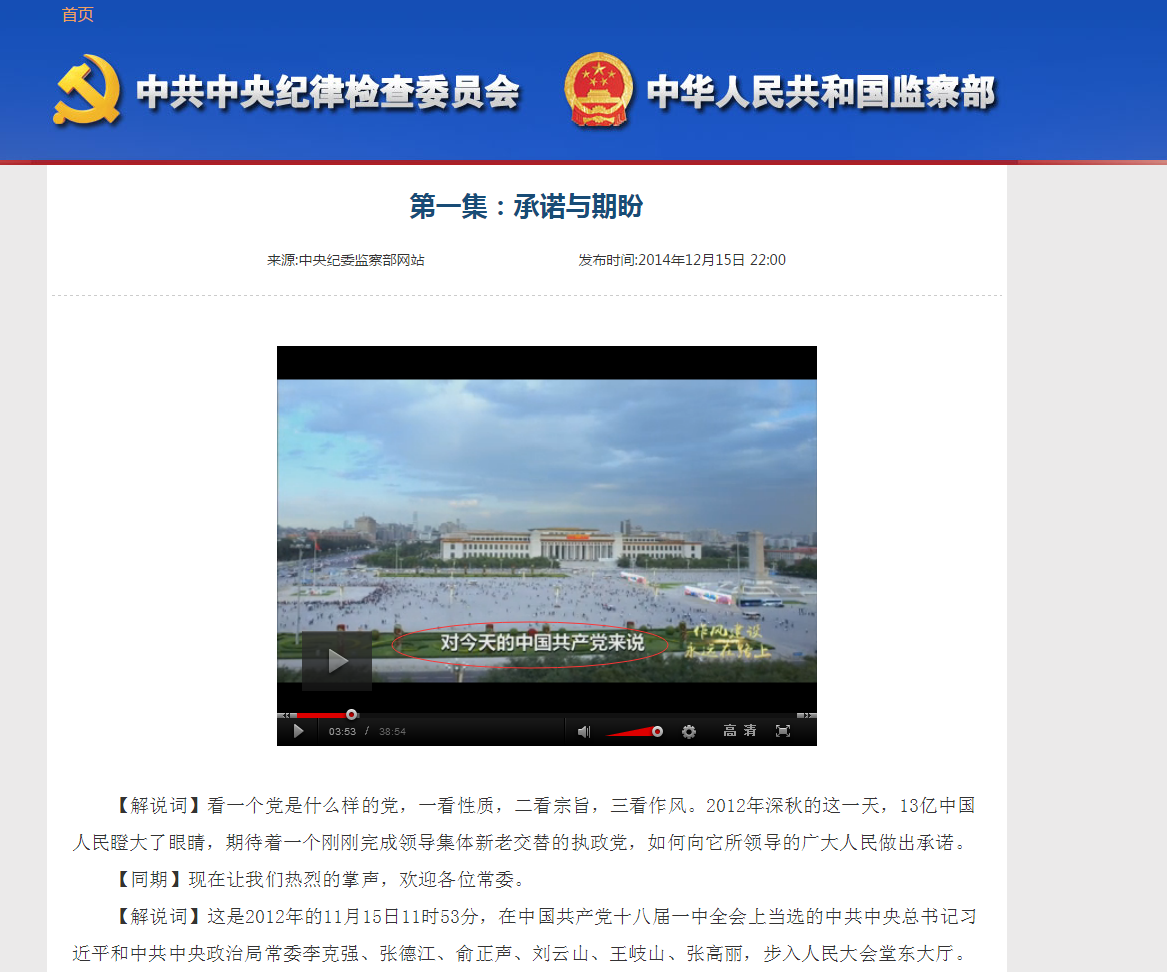 首页
中共中央纪律检查委员会 中华人民共和国监察部
第一集：承诺与期盼
来源:中央纪委监察部网站 发布时间:2014年12月15日 22:00
对今天的中国共产党来说
作风建设
永远在路上
03:53 / 38:54 高 清
【解说词】看一个党是什么样的党，一看性质，二看宗旨，三看作风。2012年深秋的这一天，13亿中国
人民瞪大了眼睛，期待着一个刚刚完成领导集体新老交替的执政党，如何向它所领导的广大人民做出承诺。
【同期】现在让我们热烈的掌声，欢迎各位常委。
【解说词】这是2012年的11月15日11时53分，在中国共产党十八届一中全会上当选的中共中央总书记习
近平和中共中央政治局常委李克强、张德江、俞正声、刘云山、王岐山、张高丽，步入人民大会堂东大厅。